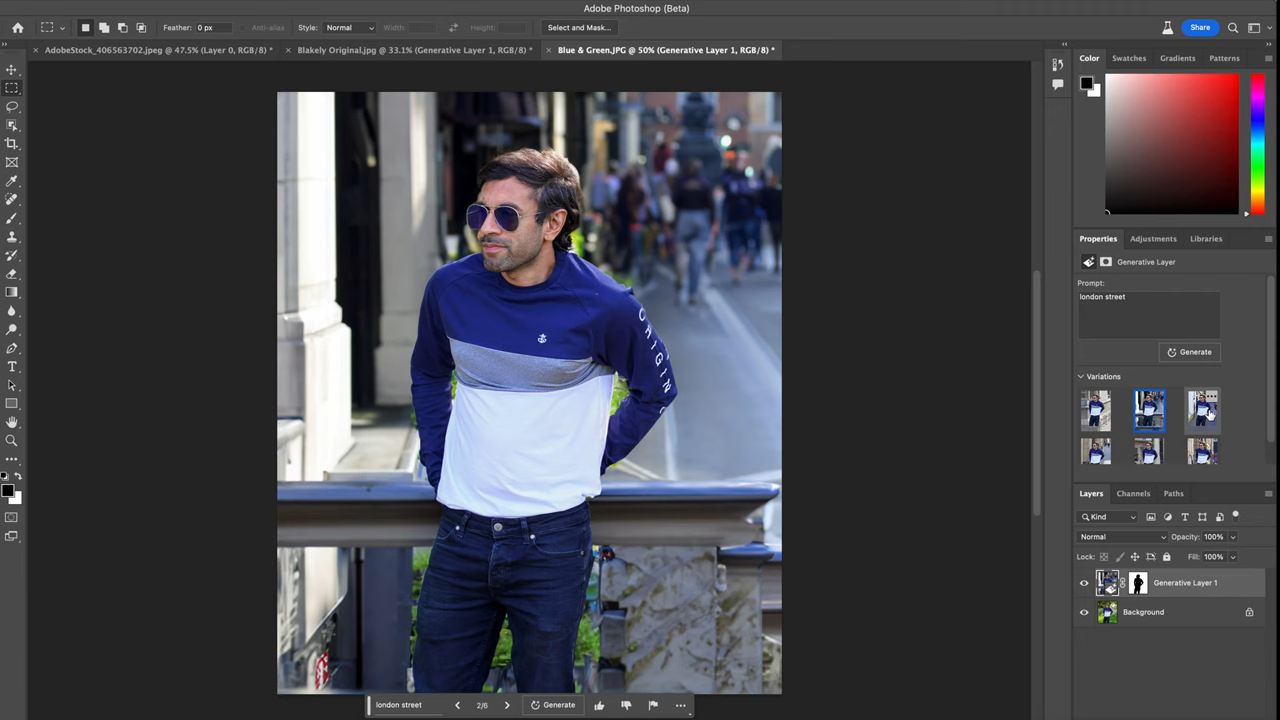 Adobe Photoshop (Beta)
Feather: 0 px Anti-alias Style: Normal Width: Height: Select and Mask... Share
AdobeStock_406563702.jpeg @ 47.5% (Layer 0, RGB/8) * Blakely Original.jpg @ 33.1% (Generative Layer 1, RGB/8) * Blue & Green.JPG @ 50% (Generative Layer 1, RGB/8) *
Color Swatches Gradients Patterns
Properties Adjustments Libraries
Generative Layer
Prompt:
london street
Generate
Variations
ORIGIN
Layers Channels Paths
Kind
Normal Opacity: 100%
Lock: Fill: 100%
Generative Layer 1
Background
london street 2/6 Generate